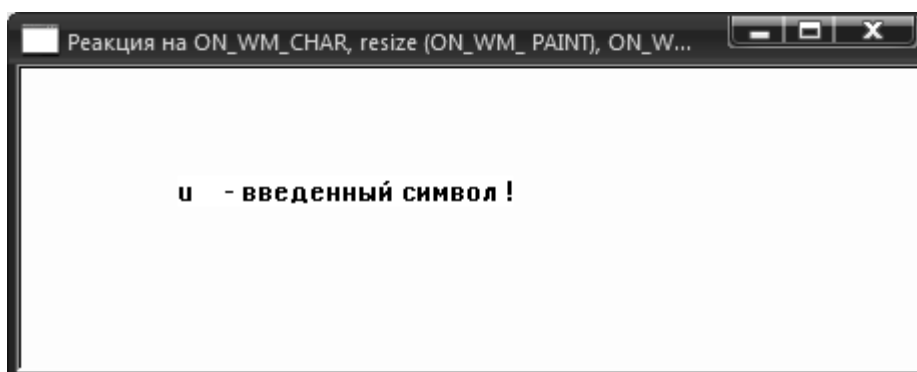 Реакция на ON_WM_CHAR, resize (ON_WM_ PAINT), ON_W...
u - введенный символ !